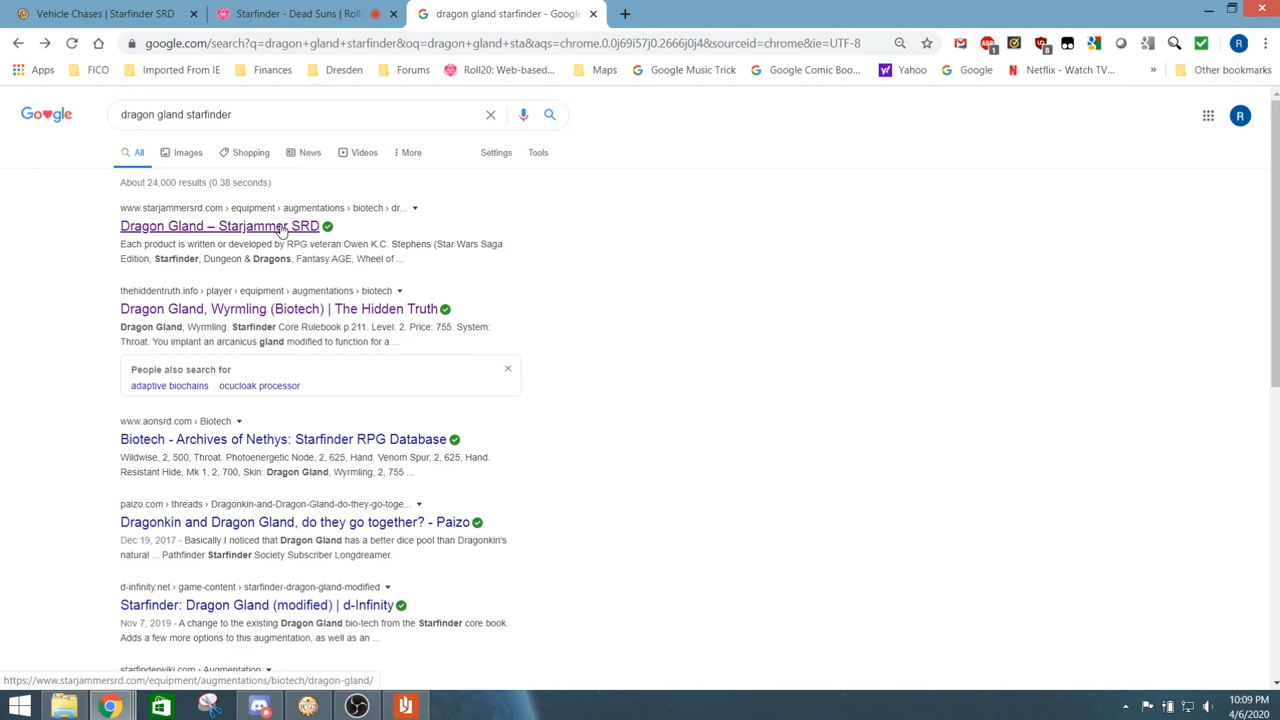 Vehicle Chases | Starfinder SRD
Starfinder - Dead Suns | Roll
dragon gland starfinder - Google
google.com/search?q=dragon+gland+starfinder&oq=dragon+gland+sta&aqs=chrome.0.0j69i57j0.2666j0j4&sourceid=chrome&ie=UTF-8
1
8
R
Apps
FICO
Imported From IE
Finances
Dresden
Forums
Roll20: Web-based...
Maps
Google Music Trick
Google Comic Boo...
Yahoo
Google
Netflix - Watch TV...
»
Other bookmarks
dragon gland starfinder
R
All
Images
Shopping
News
Videos
More
Settings
Tools
About 24,000 results (0.38 seconds)
www.starjammersrd.com › equipment › augmentations › biotech › dr...
Dragon Gland – Starjammer SRD
Each product is written or developed by RPG veteran Owen K.C. Stephens (Star Wars Saga
Edition, Starfinder, Dungeon & Dragons, Fantasy AGE, Wheel of ...
thehiddentruth.info › player › equipment › augmentations › biotech
Dragon Gland, Wyrmling (Biotech) | The Hidden Truth
Dragon Gland, Wyrmling. Starfinder Core Rulebook p.211. Level: 2. Price: 755. System:
Throat. You implant an arcanicus gland modified to function for a ...
People also search for
adaptive biochains
ocucloak processor
www.aonsrd.com › Biotech
Biotech - Archives of Nethys: Starfinder RPG Database
Wildwise, 2, 500, Throat. Photoenergetic Node, 2, 625, Hand. Venom Spur, 2, 625, Hand.
Resistant Hide, Mk 1, 2, 700, Skin. Dragon Gland, Wyrmling, 2, 755 ...
paizo.com › threads › Dragonkin-and-Dragon-Gland-do-they-go-toge...
Dragonkin and Dragon Gland, do they go together? - Paizo
Dec 19, 2017 - Basically I noticed that Dragon Gland has a better dice pool than Dragonkin's
natural ... Pathfinder Starfinder Society Subscriber Longdreamer.
d-infinity.net › game-content › starfinder-dragon-gland-modified
Starfinder: Dragon Gland (modified) | d-Infinity
Nov 7, 2019 - A change to the existing Dragon Gland bio-tech from the Starfinder core book.
Adds a few more options to this augmentation, as well as an ...
starfinderwiki.com › Augmentation
https://www.starjammersrd.com/equipment/augmentations/biotech/dragon-gland/
10:09 PM
4/6/2020